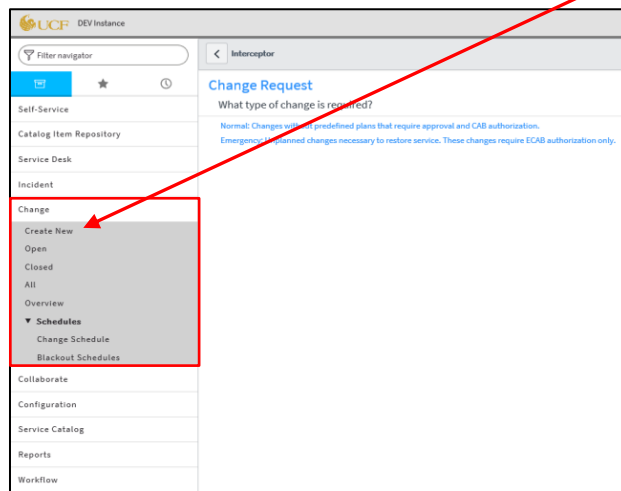 UCF DEV Instance
Filter navigator
Interceptor
Change Request
What type of change is required?
Normal: Changes without predefined plans that require approval and CAB authorization.
Emergency: Unplanned changes necessary to restore service. These changes require ECAB authorization only.
Self-Service
Catalog Item Repository
Service Desk
Incident
Change
Create New
Open
Closed
All
Overview
▼ Schedules
Change Schedule
Blackout Schedules
Collaborate
Configuration
Service Catalog
Reports
Workflow